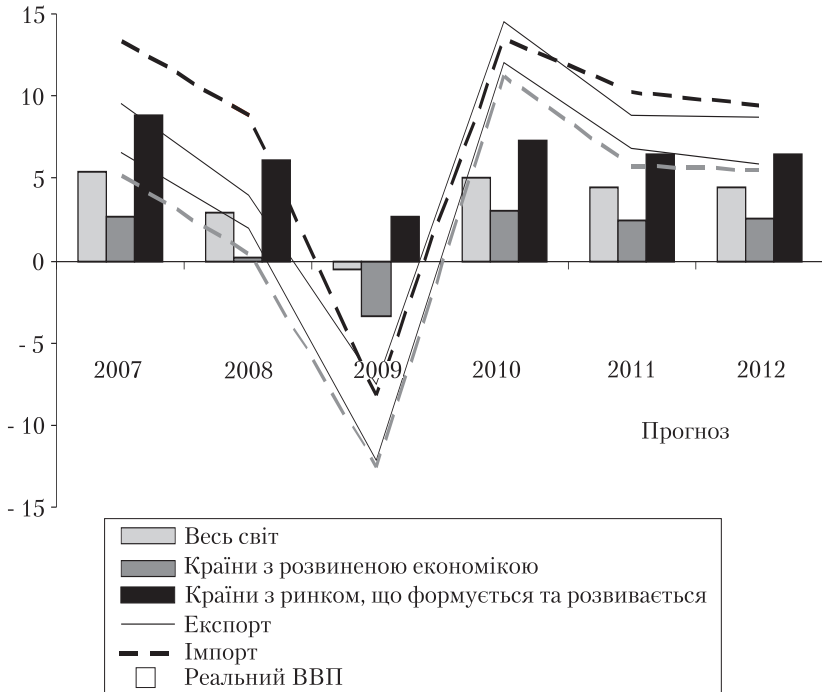 15
10
5
0
- 5
- 10
- 15
2007 2008 2009 2010 2011 2012
Прогноз
Весь світ
Країни з розвиненою економікою
Країни з ринком, що формується та розвивається
Експорт
Імпорт
Реальний ВВП